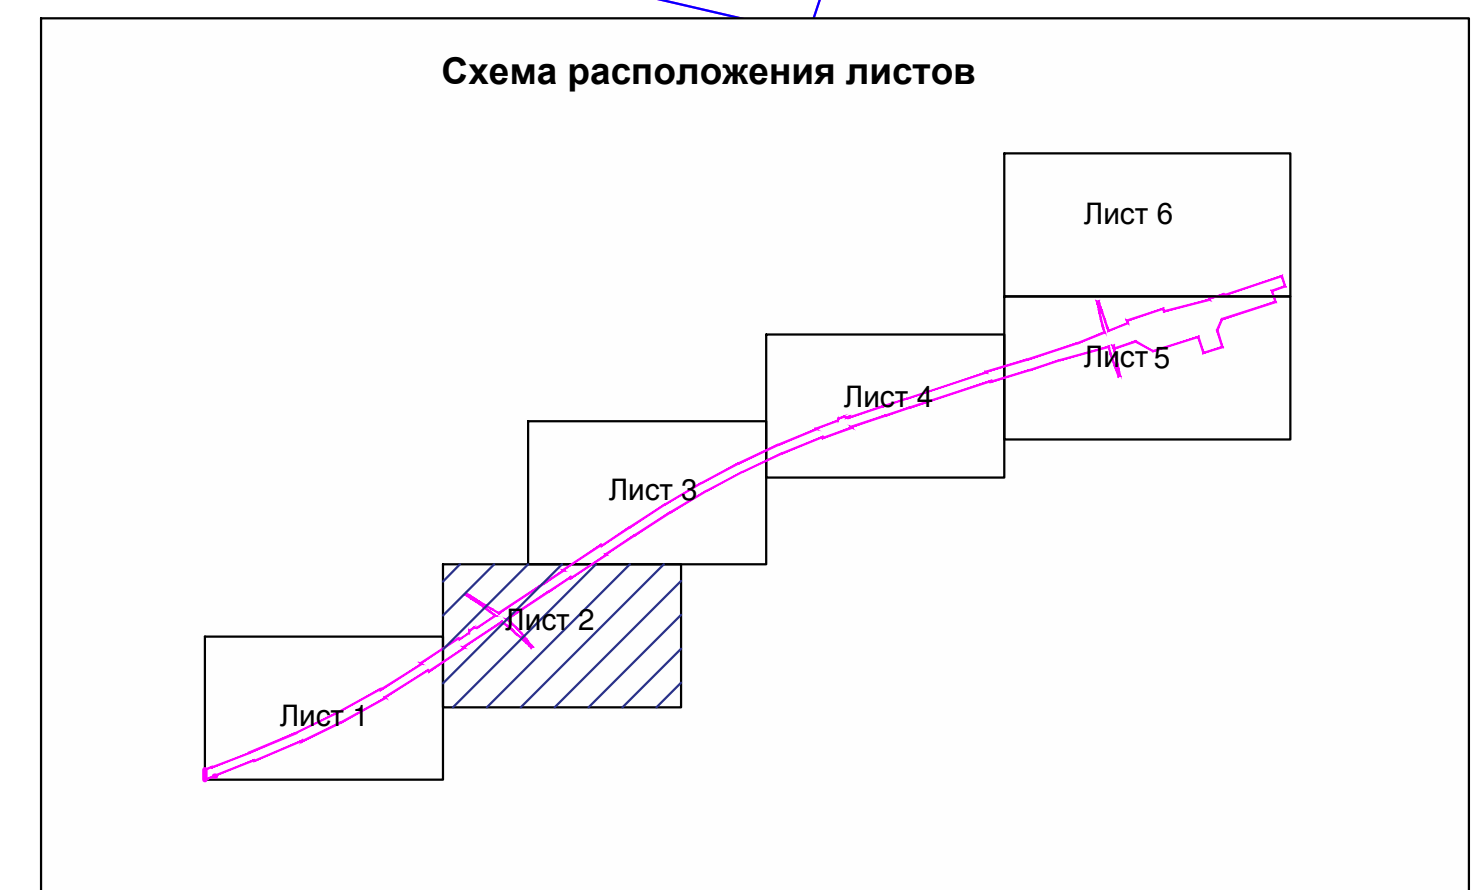 Схема расположения листов
Лист 6
Лист 5
Лист 4
Лист 3
Лист 2
Лист 1